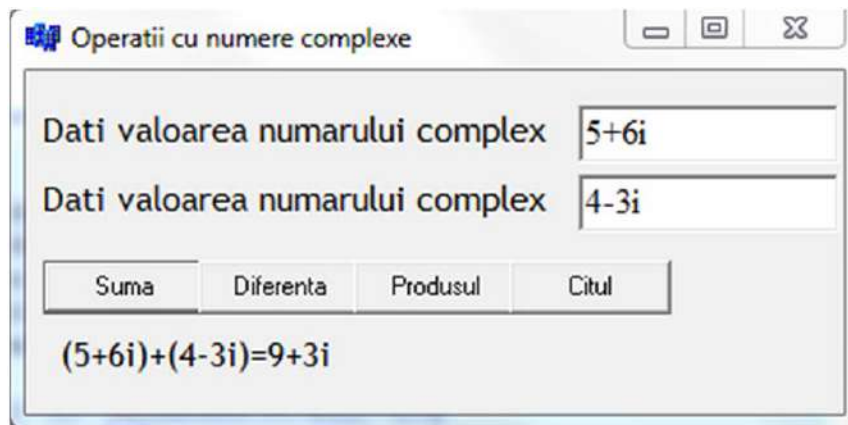 Operatii cu numere complexe
Dati valoarea numarului complex 5+6i
Dati valoarea numarului complex 4-3i
Suma Diferenta Produsul Citul
(5+6i)+(4-3i)=9+3i